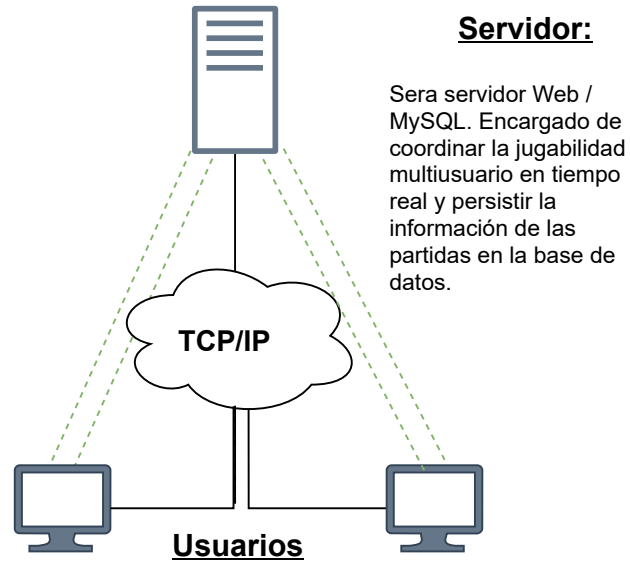 Servidor:
Sera servidor Web /
MySQL. Encargado de
coordinar la jugabilidad
multiusuario en tiempo
real y persistir la
información de las
partidas en la base de
datos.
TCP/IP
Usuarios